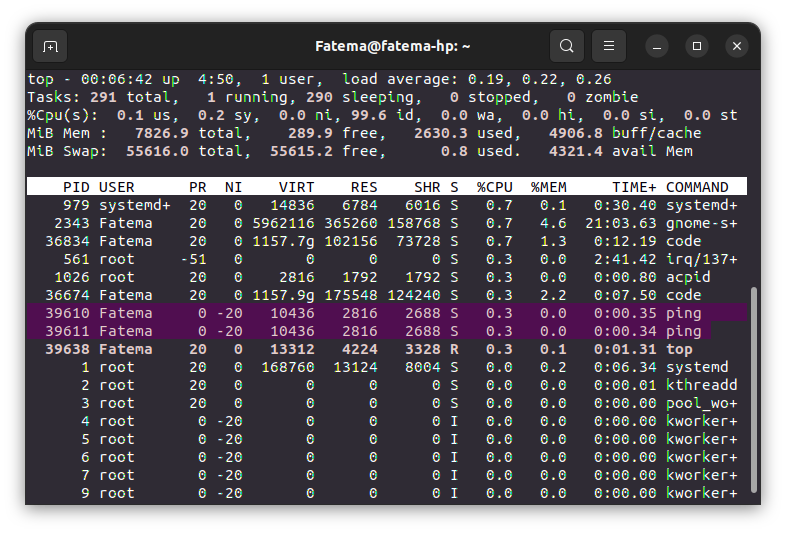 Fatema@fatema-hp: ~
top - 00:06:42 up  4:50,  1 user,  load average: 0.19, 0.22, 0.26
Tasks: 291 total,   1 running, 290 sleeping,   0 stopped,   0 zombie
%Cpu(s):  0.1 us,  0.2 sy,  0.0 ni, 99.6 id,  0.0 wa,  0.0 hi,  0.0 si,  0.0 st
MiB Mem :   7826.9 total,    289.9 free,   2630.3 used,   4906.8 buff/cache
MiB Swap:  55616.0 total,  55615.2 free,      0.8 used.   4321.4 avail Mem
    PID USER      PR  NI    VIRT    RES    SHR S  %CPU  %MEM     TIME+ COMMAND
    979 systemd+  20   0   14836   6784   6016 S   0.7   0.1   0:30.40 systemd+
   2343 Fatema    20   0 5962116 365260 158768 S   0.7   4.6  21:03.63 gnome-s+
  36834 Fatema    20   0 1157.7g 102156  73728 S   0.7   1.3   0:12.19 code
    561 root     -51   0       0      0      0 S   0.3   0.0   2:41.42 irq/137+
   1026 root      20   0    2816   1792   1792 S   0.3   0.0   0:00.80 acpid
  36674 Fatema    20   0 1157.9g 175548 124240 S   0.3   2.2   0:07.50 code
  39610 Fatema     0 -20   10436   2816   2688 S   0.3   0.0   0:00.35 ping
  39611 Fatema     0 -20   10436   2816   2688 S   0.3   0.0   0:00.34 ping
  39638 Fatema    20   0   13312   4224   3328 R   0.3   0.1   0:01.31 top
      1 root      20   0  168760  13124   8004 S   0.0   0.2   0:06.34 systemd
      2 root      20   0       0      0      0 S   0.0   0.0   0:00.01 kthreadd
      3 root      20   0       0      0      0 S   0.0   0.0   0:00.00 pool_wo+
      4 root       0 -20       0      0      0 I   0.0   0.0   0:00.00 kworker+
      5 root       0 -20       0      0      0 I   0.0   0.0   0:00.00 kworker+
      6 root       0 -20       0      0      0 I   0.0   0.0   0:00.00 kworker+
      7 root       0 -20       0      0      0 I   0.0   0.0   0:00.00 kworker+
      9 root       0 -20       0      0      0 I   0.0   0.0   0:00.00 kworker+